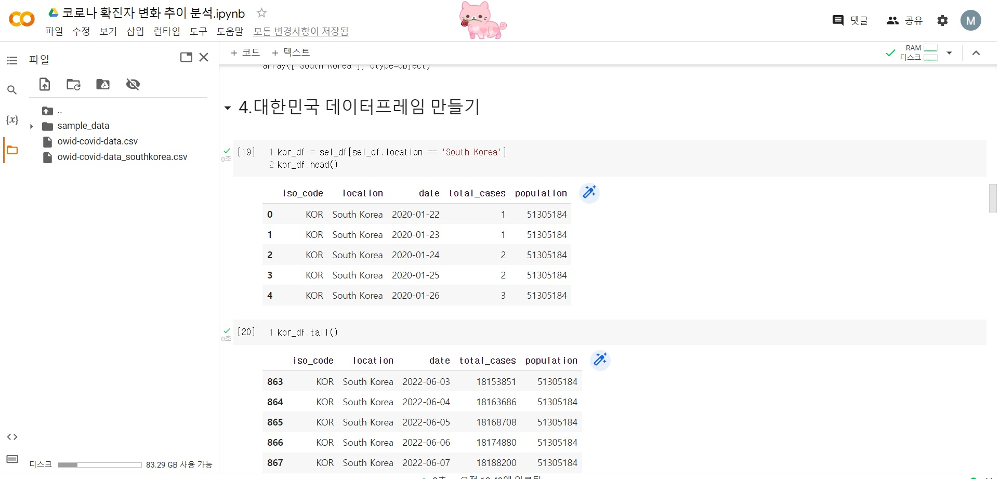 코로나 확진자 변화 추이 분석.ipynb
파일 수정 보기 삽입 런타임 도구 도움말 모든 변경사항이 저장됨
댓글 공유 M
파일
+ 코드 + 텍스트
RAM
디스크
array(['South Korea'], dtype=object)
..
sample_data
owid-covid-data.csv
owid-covid-data_southkorea.csv
{x}
4.대한민국 데이터프레임 만들기
[19] 1 kor_df = sel_df[sel_df.location == 'South Korea']
0초 2 kor_df.head()
iso_code location date total_cases population
0 KOR South Korea 2020-01-22 1 51305184
1 KOR South Korea 2020-01-23 1 51305184
2 KOR South Korea 2020-01-24 2 51305184
3 KOR South Korea 2020-01-25 2 51305184
4 KOR South Korea 2020-01-26 3 51305184
[20] 1 kor_df.tail()
0초
iso_code location date total_cases population
863 KOR South Korea 2022-06-03 18153851 51305184
864 KOR South Korea 2022-06-04 18163686 51305184
865 KOR South Korea 2022-06-05 18168708 51305184
866 KOR South Korea 2022-06-06 18174880 51305184
867 KOR South Korea 2022-06-07 18188200 51305184
디스크 83.29 GB 사용 가능